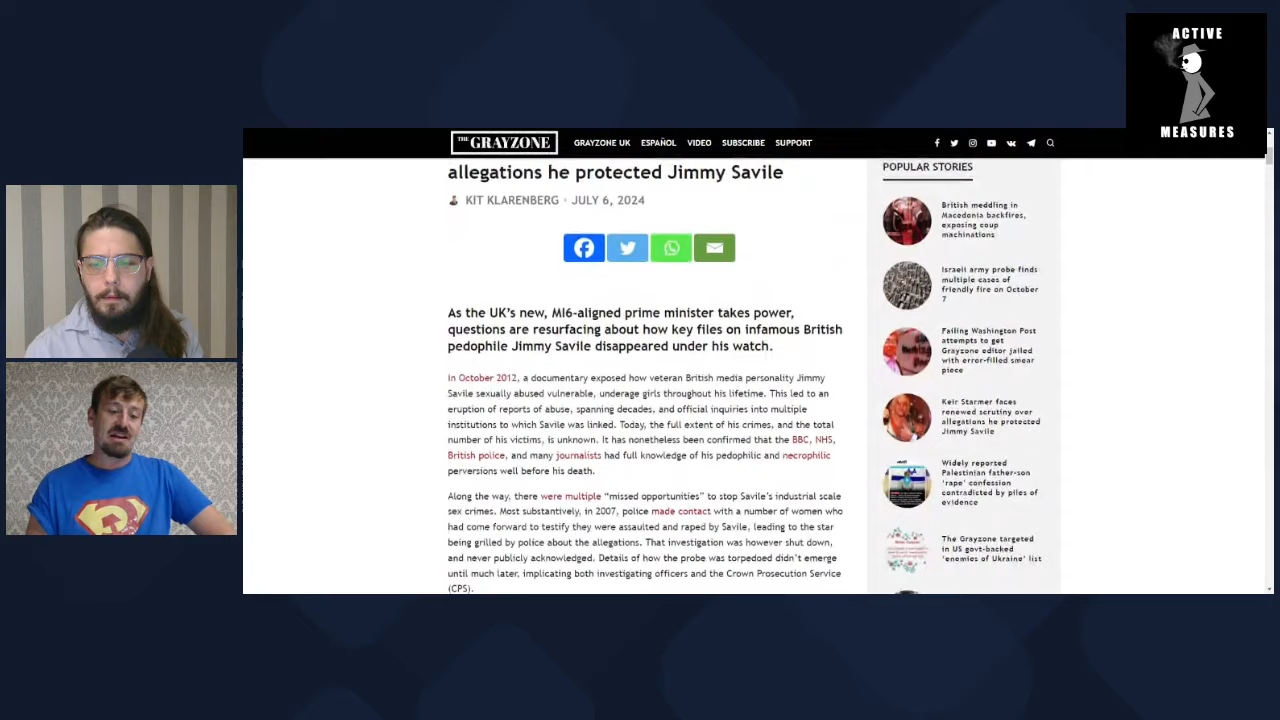 ACTIVE
MEASURES
THE GRAYZONE
GRAYZONE UK ESPAÑOL VIDEO SUBSCRIBE SUPPORT
allegations he protected Jimmy Savile
KIT KLARENBERG • JULY 6, 2024
As the UK's new, MI6-aligned prime minister takes power,
questions are resurfacing about how key files on infamous British
pedophile Jimmy Savile disappeared under his watch.
In October 2012, a documentary exposed how veteran British media personality Jimmy
Savile sexually abused vulnerable, underage girls throughout his lifetime. This led to an
eruption of reports of abuse, spanning decades, and official inquiries into multiple
institutions to which Savile was linked. Today, the full extent of his crimes, and the total
number of his victims, is unknown. It has nonetheless been confirmed that the BBC, NHS,
British police, and many journalists had full knowledge of his pedophilic and necrophilic
perversions well before his death.
Along the way, there were multiple “missed opportunities” to stop Savile's industrial scale
sex crimes. Most substantively, in 2007, police made contact with a number of women who
had come forward to testify they were assaulted and raped by Savile, leading to the star
being grilled by police about the allegations. That investigation was however shut down,
and never publicly acknowledged. Details of how the probe was torpedoed didn't emerge
until much later, implicating both investigating officers and the Crown Prosecution Service
(CPS).
POPULAR STORIES
British meddling in
Macedonia backfires,
exposing coup
machinations
Israeli army probe finds
multiple cases of
friendly fire on October
7
Failing Washington Post
attempts to get
Grayzone editor jailed
with error-filled smear
piece
Keir Starmer faces
renewed scrutiny over
allegations he protected
Jimmy Savile
Widely reported
Palestinian father-son
'rape' confession
contradicted by piles of
evidence
The Grayzone targeted
in US govt-backed
'enemies of Ukraine' list